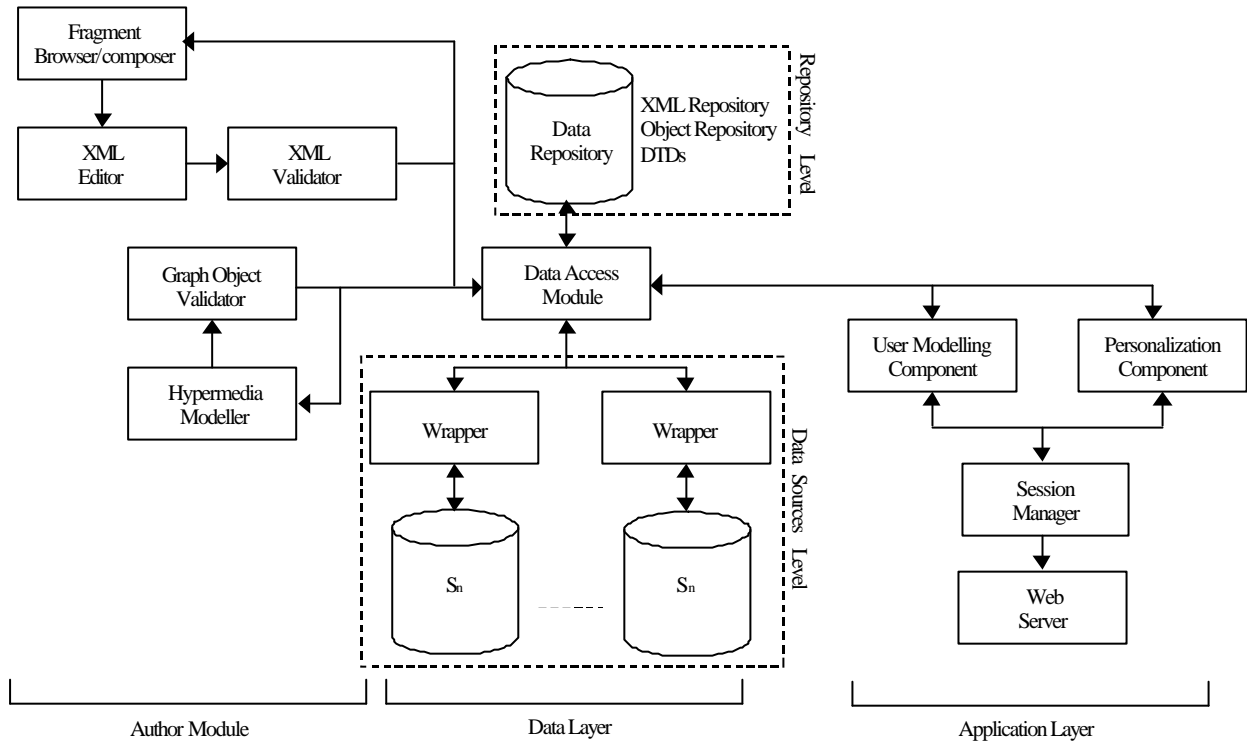 Fragment
Browser/composer
XML
Editor
XML
Validator
Graph Object
Validator
Hypermedia
Modeller
Data
Repository
XML Repository
Object Repository
DTDs
Repository Level
Data Access
Module
Wrapper
Wrapper
Sn
Sn
Data Sources Level
User Modelling
Component
Personalization
Component
Session
Manager
Web
Server
Author Module
Data Layer
Application Layer